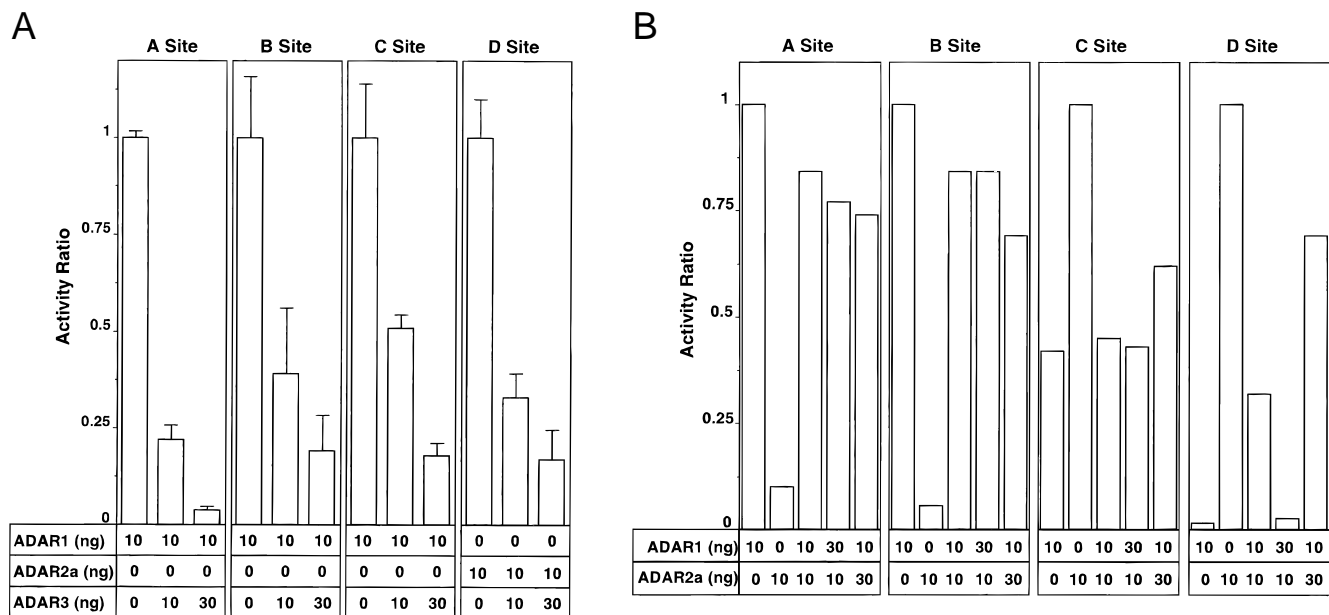 A
A Site B Site C Site D Site
1
0.75
0.5
0.25
0
Activity Ratio
ADAR1 (ng) 10 10 10 10 10 10 10 10 10 0 0 0
ADAR2a (ng) 0 0 0 0 0 0 0 0 0 10 10 10
ADAR3 (ng) 0 10 30 0 10 30 0 10 30 0 10 30
B
A Site B Site C Site D Site
1
0.75
0.5
0.25
0
Activity Ratio
ADAR1 (ng) 10 0 10 30 10 10 0 10 30 10 10 0 10 30 10 10 0 10 30 10
ADAR2a (ng) 0 10 10 10 30 0 10 10 10 30 0 10 10 10 30 0 10 10 10 30